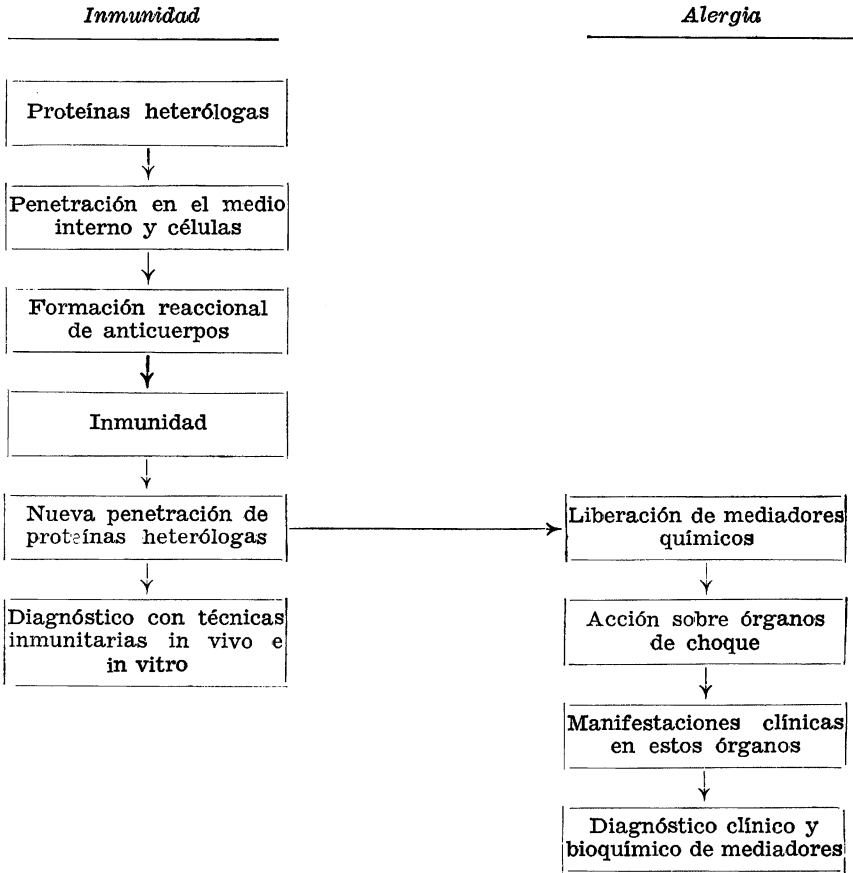 Inmunidad
Alergia
Proteínas heterólogas
Penetración en el medio
interno y células
Formación reaccional
de anticuerpos
Inmunidad
Nueva penetración de
proteínas heterólogas
Diagnóstico con técnicas
inmunitarias in vivo e
in vitro
Liberación de mediadores
químicos
Acción sobre órganos
de choque
Manifestaciones clínicas
en estos órganos
Diagnóstico clínico y
bioquímico de mediadores